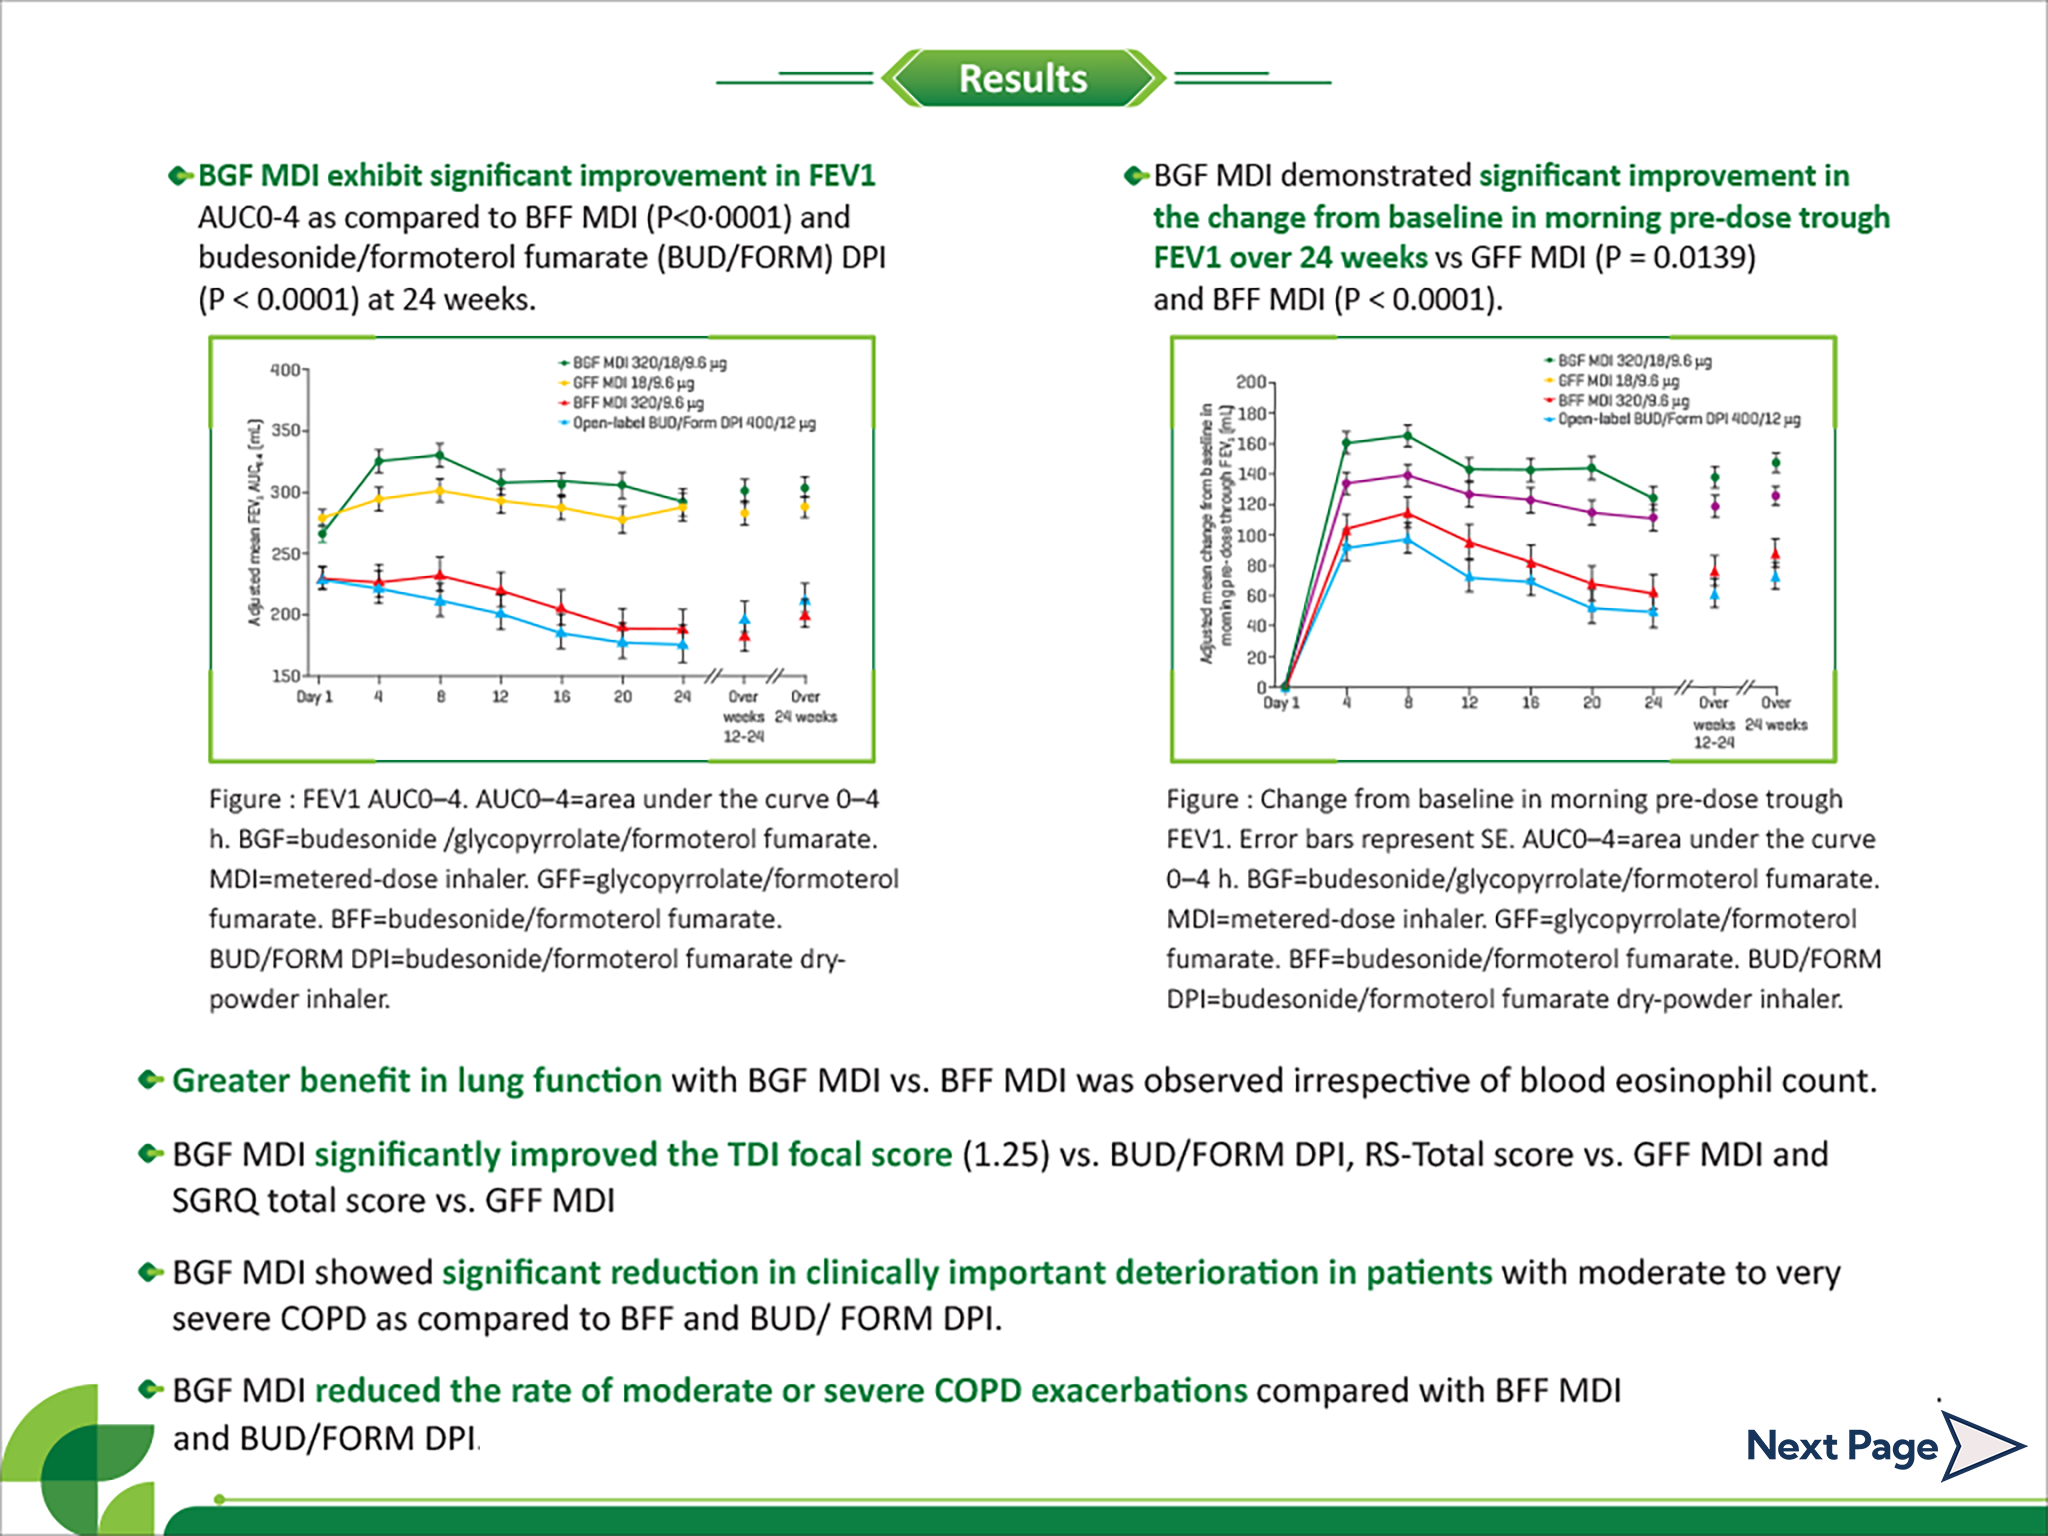 Results
BGF MDI exhibit significant improvement in FEV1
AUC0-4 as compared to BFF MDI (P<0·0001) and
budesonide/formoterol fumarate (BUD/FORM) DPI
(P < 0.0001) at 24 weeks.
BGF MDI 320/18/9.6 µg
GFF MDI 18/9.6 µg
BFF MDI 320/9.6 µg
Open-label BUD/Form DPI 400/12 µg
Adjusted mean FEV₁ AUC₀₋₄ (mL)
400
350
300
250
200
150
Day 1 4 8 12 16 20 24 Over Over
weeks 24 weeks
12-24
Figure : FEV1 AUC0–4. AUC0–4=area under the curve 0–4
h. BGF=budesonide /glycopyrrolate/formoterol fumarate.
MDI=metered-dose inhaler. GFF=glycopyrrolate/formoterol
fumarate. BFF=budesonide/formoterol fumarate.
BUD/FORM DPI=budesonide/formoterol fumarate dry-
powder inhaler.
BGF MDI demonstrated significant improvement in
the change from baseline in morning pre-dose trough
FEV1 over 24 weeks vs GFF MDI (P = 0.0139)
and BFF MDI (P < 0.0001).
BGF MDI 320/18/9.6 µg
GFF MDI 18/9.6 µg
BFF MDI 320/9.6 µg
Open-label BUD/Form DPI 400/12 µg
Adjusted mean change from baseline in
morning pre-dose through FEV₁ (mL)
200
180
160
140
120
100
80
60
40
20
0
Day 1 4 8 12 16 20 24 Over Over
weeks 24 weeks
12-24
Figure : Change from baseline in morning pre-dose trough
FEV1. Error bars represent SE. AUC0–4=area under the curve
0–4 h. BGF=budesonide/glycopyrrolate/formoterol fumarate.
MDI=metered-dose inhaler. GFF=glycopyrrolate/formoterol
fumarate. BFF=budesonide/formoterol fumarate. BUD/FORM
DPI=budesonide/formoterol fumarate dry-powder inhaler.
Greater benefit in lung function with BGF MDI vs. BFF MDI was observed irrespective of blood eosinophil count.
BGF MDI significantly improved the TDI focal score (1.25) vs. BUD/FORM DPI, RS-Total score vs. GFF MDI and
SGRQ total score vs. GFF MDI
BGF MDI showed significant reduction in clinically important deterioration in patients with moderate to very
severe COPD as compared to BFF and BUD/ FORM DPI.
BGF MDI reduced the rate of moderate or severe COPD exacerbations compared with BFF MDI
and BUD/FORM DPI.
.
Next Page